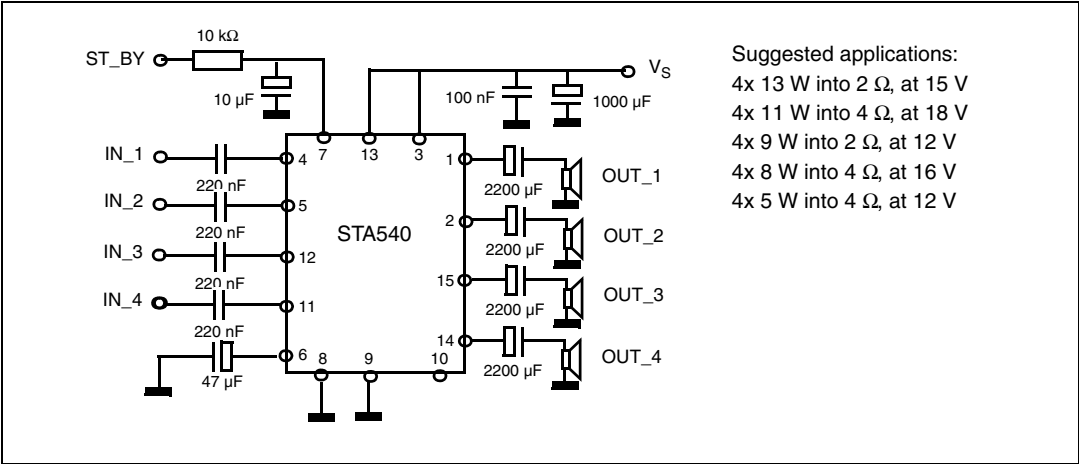 10 kΩ
ST_BY
10 µF
V_S
100 nF
1000 µF
IN_1
220 nF
IN_2
220 nF
IN_3
220 nF
IN_4
220 nF
47 µF
4
5
12
11
6
7
13
3
STA540
8
9
10
1
2
15
14
2200 µF
OUT_1
2200 µF
OUT_2
2200 µF
OUT_3
2200 µF
OUT_4
Suggested applications:
4x 13 W into 2 Ω, at 15 V
4x 11 W into 4 Ω, at 18 V
4x 9 W into 2 Ω, at 12 V
4x 8 W into 4 Ω, at 16 V
4x 5 W into 4 Ω, at 12 V